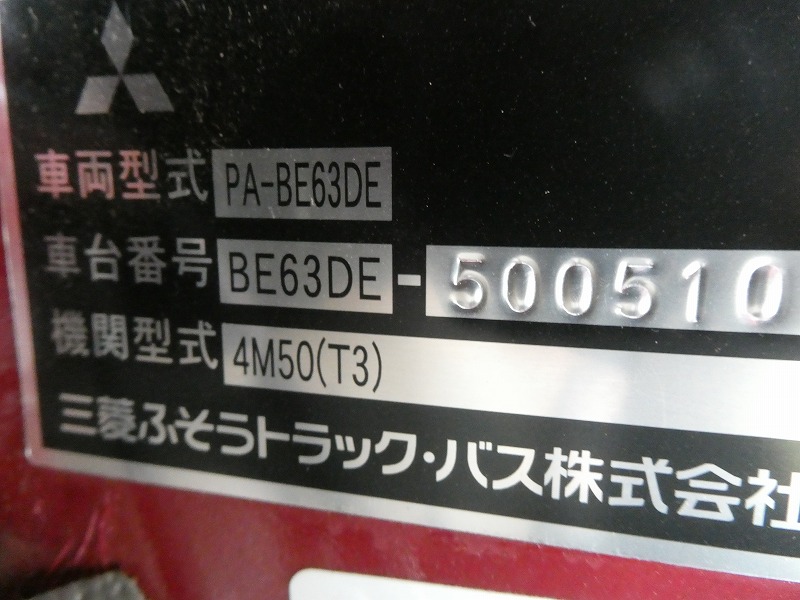 車両型式 PA-BE63DE
車台番号 BE63DE-500510
機関型式 4M50(T3)
三菱ふそうトラック・バス株式会社